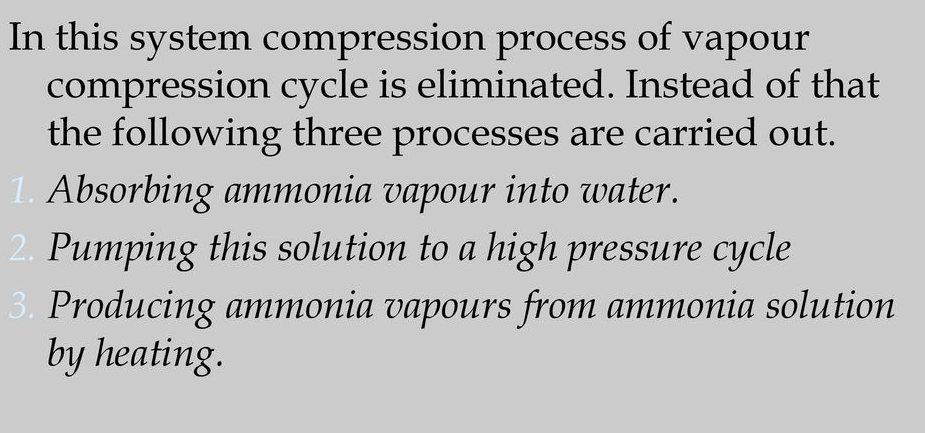 In this system compression process of vapour
compression cycle is eliminated. Instead of that
the following three processes are carried out.
1. Absorbing ammonia vapour into water.
2. Pumping this solution to a high pressure cycle
3. Producing ammonia vapours from ammonia solution
by heating.